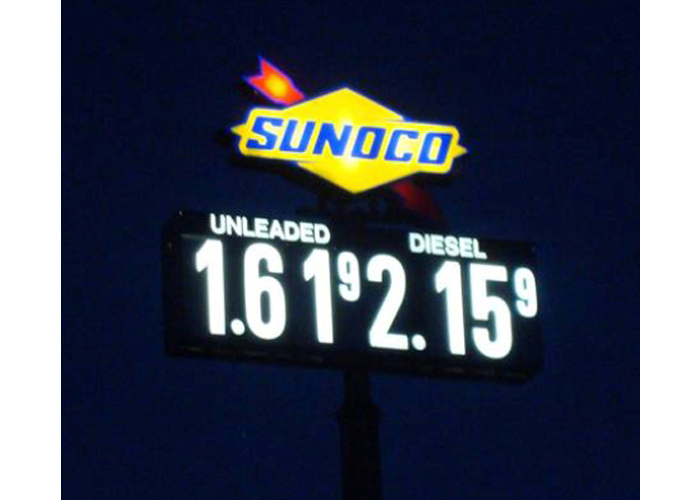 SUNOCO
UNLEADED DIESEL
1.61⁹ 2.15⁹